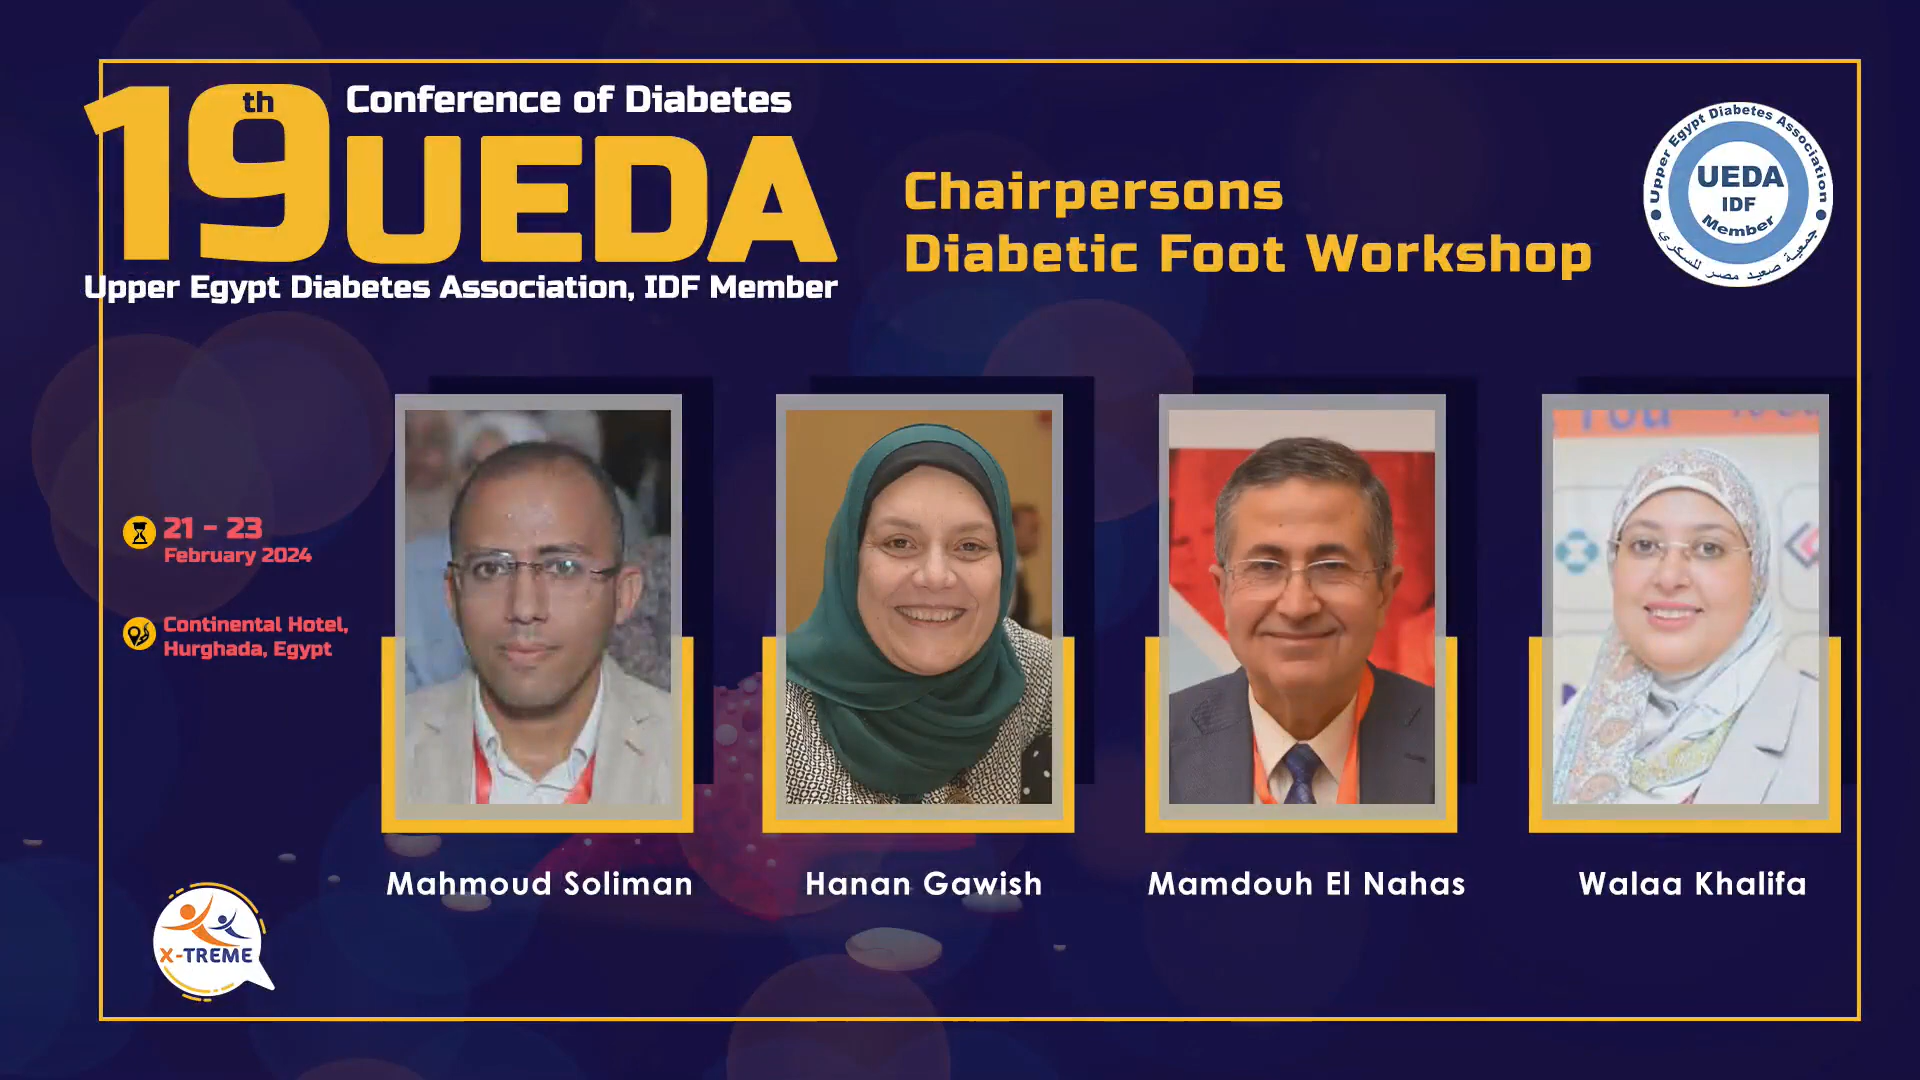 19th
Conference of Diabetes
UEDA
Upper Egypt Diabetes Association, IDF Member
Chairpersons
Diabetic Foot Workshop
Upper Egypt Diabetes Association
UEDA
IDF
Member
جمعية صعيد مصر للسكرى
21 - 23
February 2024
Continental Hotel,
Hurghada, Egypt
You
Mahmoud Soliman
Hanan Gawish
Mamdouh El Nahas
Walaa Khalifa
X-TREME